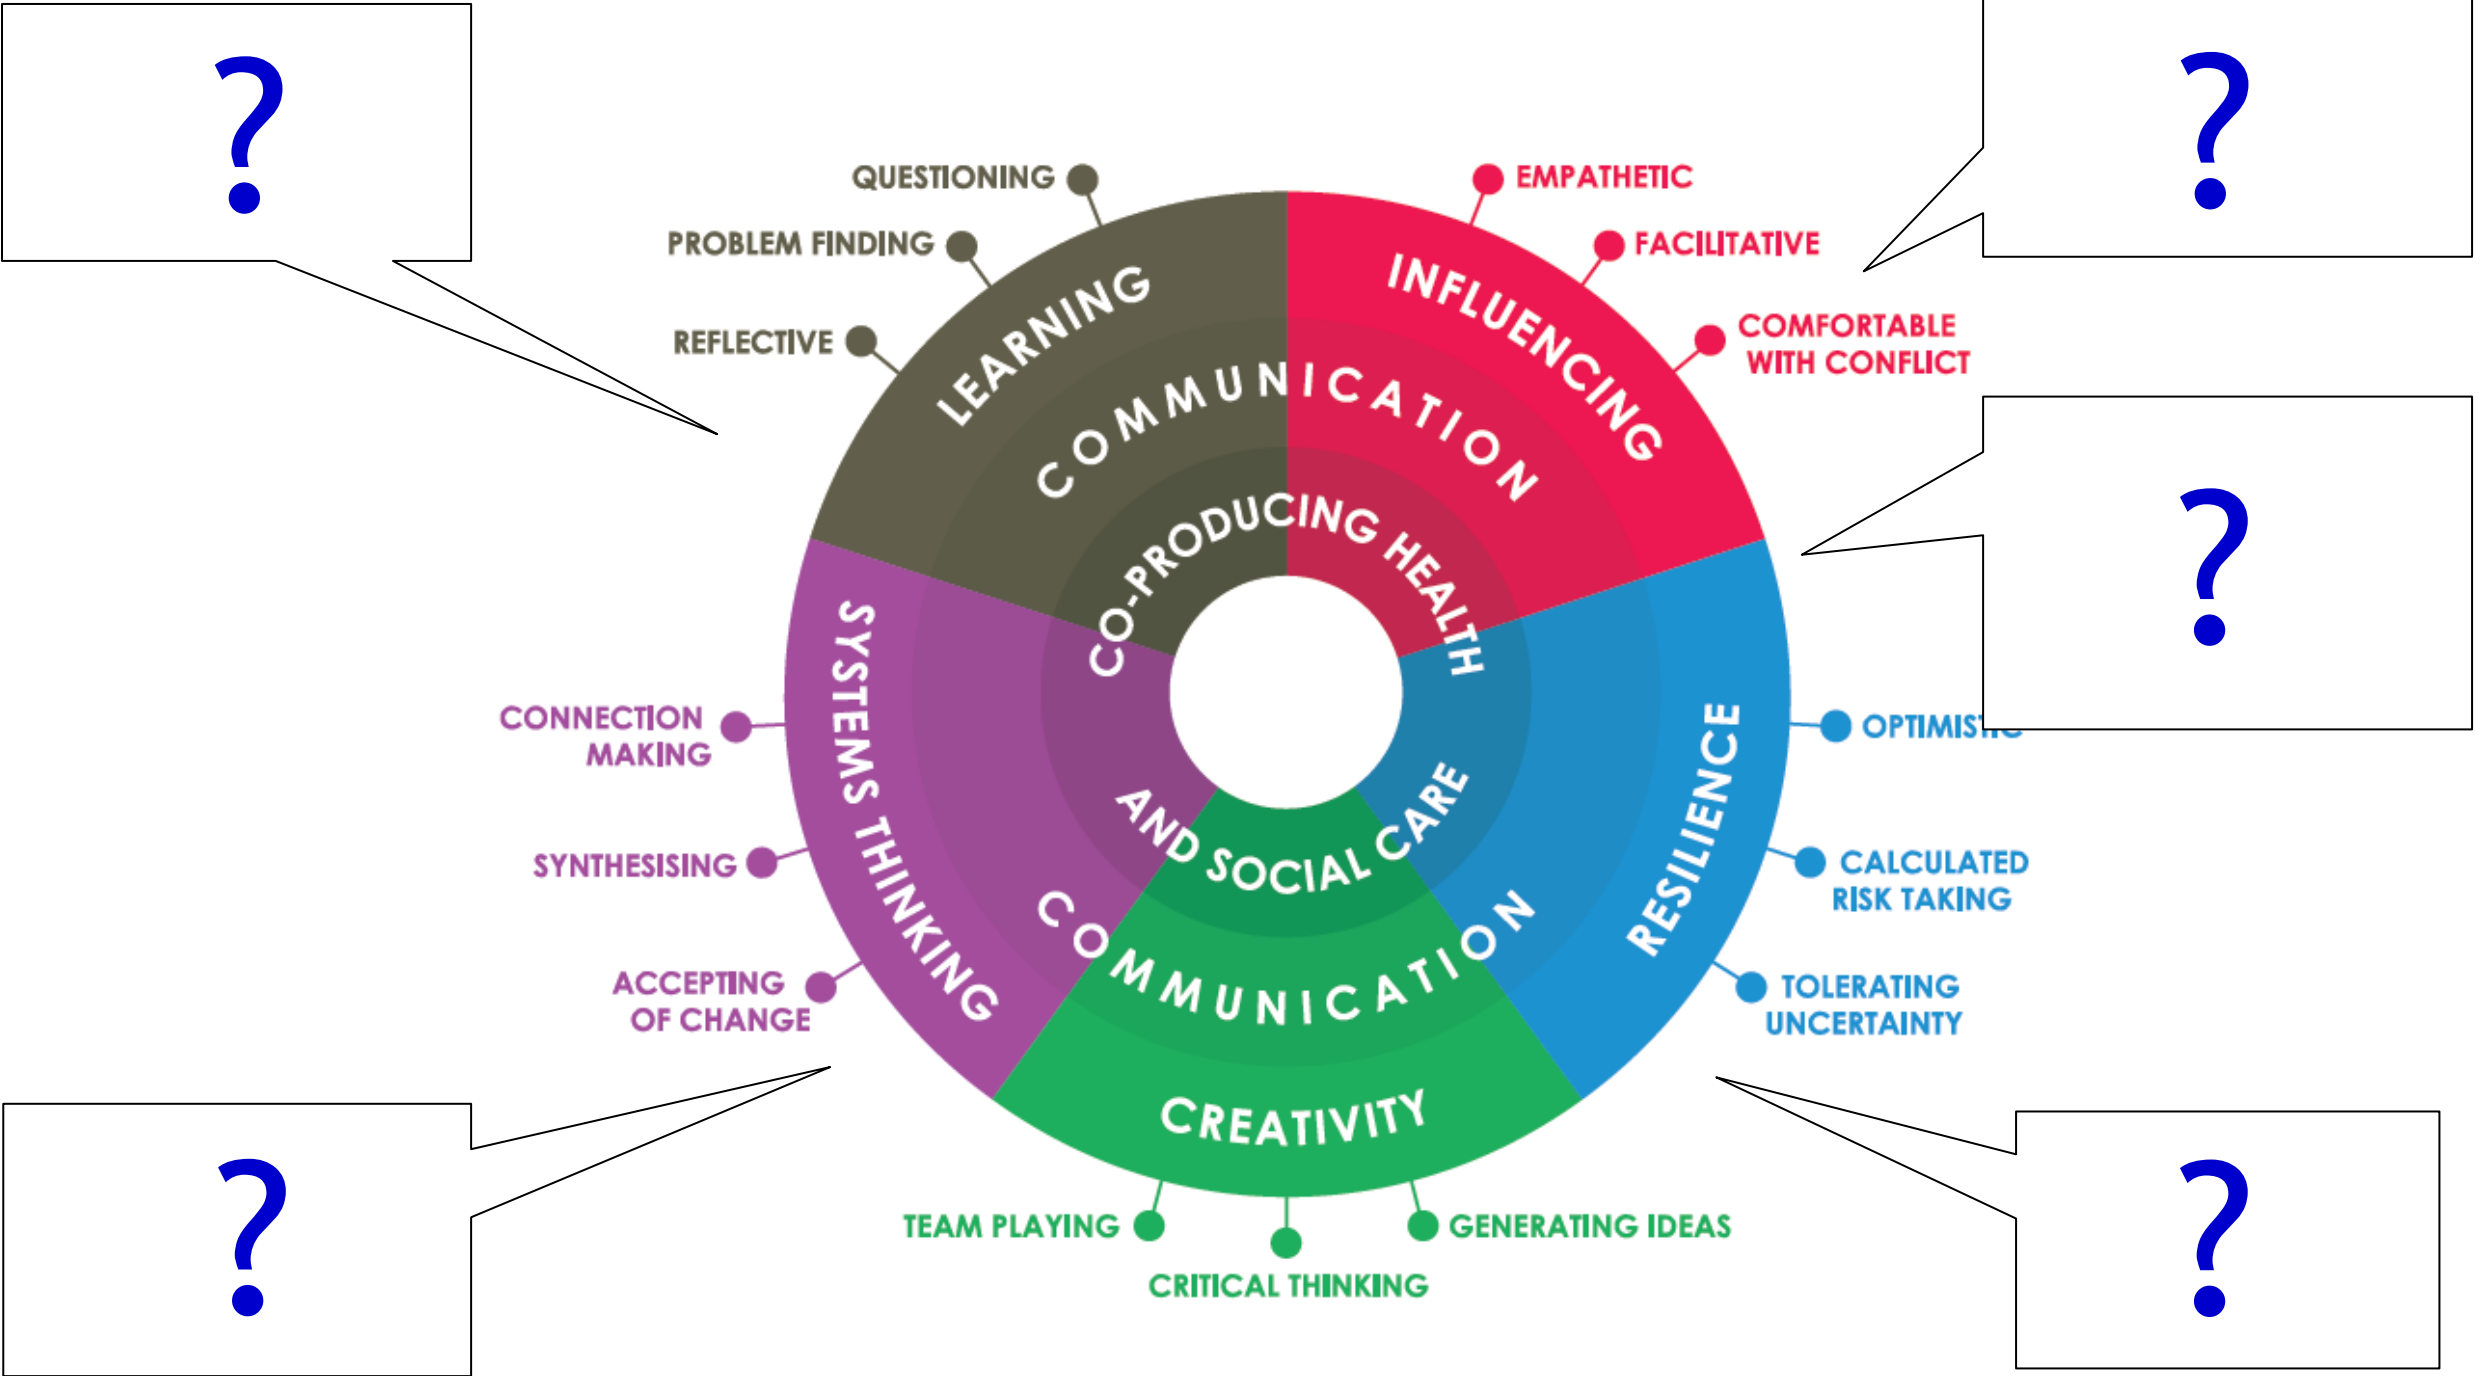 ?
?
QUESTIONING
EMPATHETIC
PROBLEM FINDING
FACILITATIVE
REFLECTIVE
COMFORTABLE
WITH CONFLICT
LEARNING
INFLUENCING
COMMUNICATION
CO-PRODUCING HEALTH
?
SYSTEMS THINKING
RESILIENCE
CONNECTION
MAKING
OPTIMISTIC
AND SOCIAL CARE
SYNTHESISING
CALCULATED
RISK TAKING
COMMUNICATION
ACCEPTING
OF CHANGE
TOLERATING
UNCERTAINTY
CREATIVITY
TEAM PLAYING
GENERATING IDEAS
CRITICAL THINKING
?
?